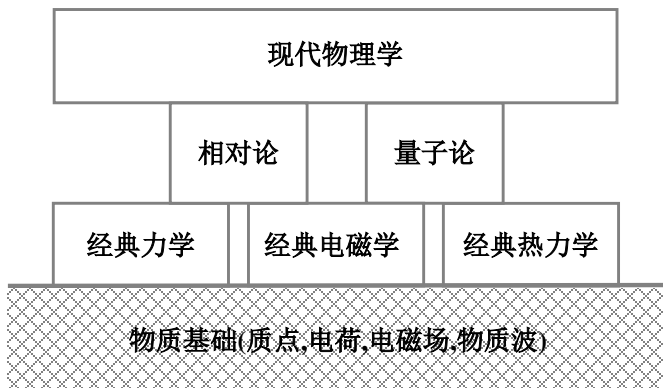 现代物理学
相对论
量子论
经典力学
经典电磁学
经典热力学
物质基础(质点,电荷,电磁场,物质波)